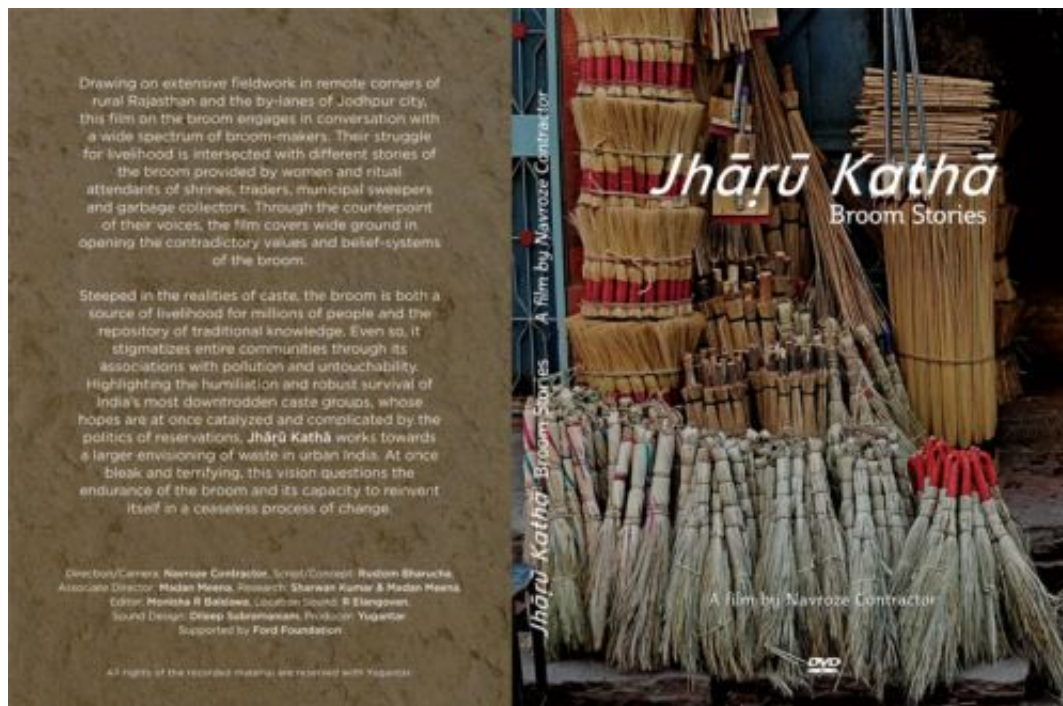 Drawing on extensive fieldwork in remote corners of
rural Rajasthan and the by-lanes of Jodhpur city,
this film on the broom engages in conversation with
a wide spectrum of broom-makers. Their struggle
for livelihood is intersected with different stories of
the broom provided by women and ritual
attendants of shrines, traders, municipal sweepers
and garbage collectors. Through the counterpoint
of their voices, the film covers wide ground in
opening the contradictory values and belief-systems
of the broom.
Steeped in the realities of caste, the broom is both a
source of livelihood for millions of people and the
repository of traditional knowledge. Even so, it
stigmatizes entire communities through its
associations with pollution and untouchability.
Highlighting the humiliation and robust survival of
India's most downtrodden caste groups, whose
hopes are at once catalyzed and complicated by the
politics of reservations, Jhāṛū Kathā works towards
a larger envisioning of waste in urban India. At once
bleak and terrifying, this vision questions the
endurance of the broom and its capacity to reinvent
itself in a ceaseless process of change.
Direction/Camera: Navroze Contractor, Script/Concept: Rustom Bharucha,
Associate Director: Madan Meena, Research: Sharwan Kumar & Madan Meena,
Editor: Monisha R Baldawa, Location Sound: R Elangovan,
Sound Design: Dileep Subramaniam, Producer: Yugantar
Supported by Ford Foundation
All rights of the recorded material are reserved with Yugantar.
Jhāṛū Kathā Broom Stories A film by Navroze Contractor
Jhāṛū Kathā
Broom Stories
A film by Navroze Contractor
DVD